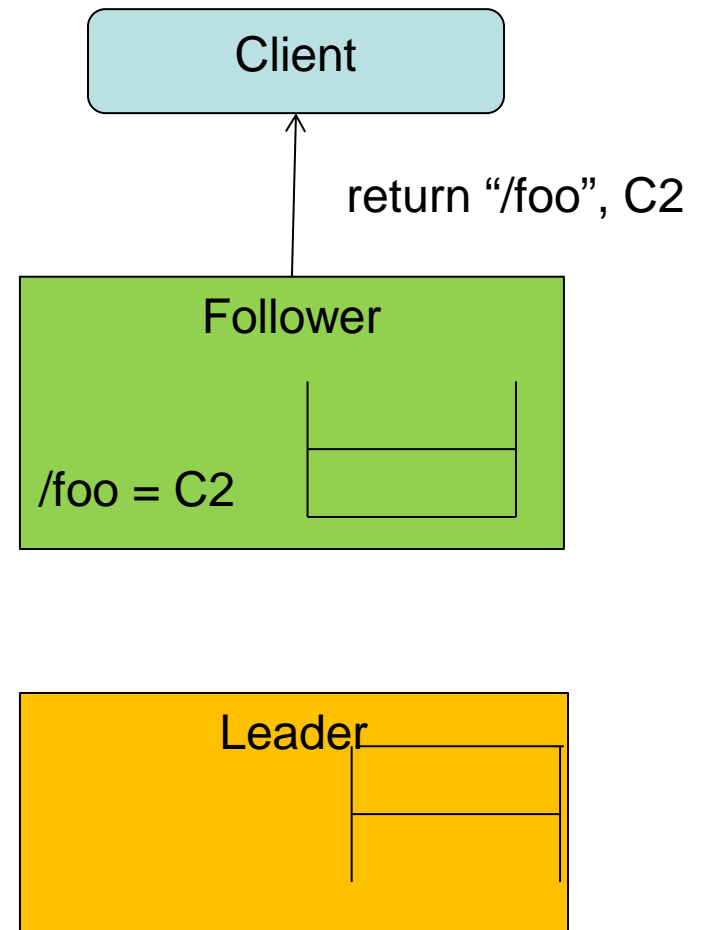 Client
return “/foo”, C2
Follower
/foo = C2
Leader